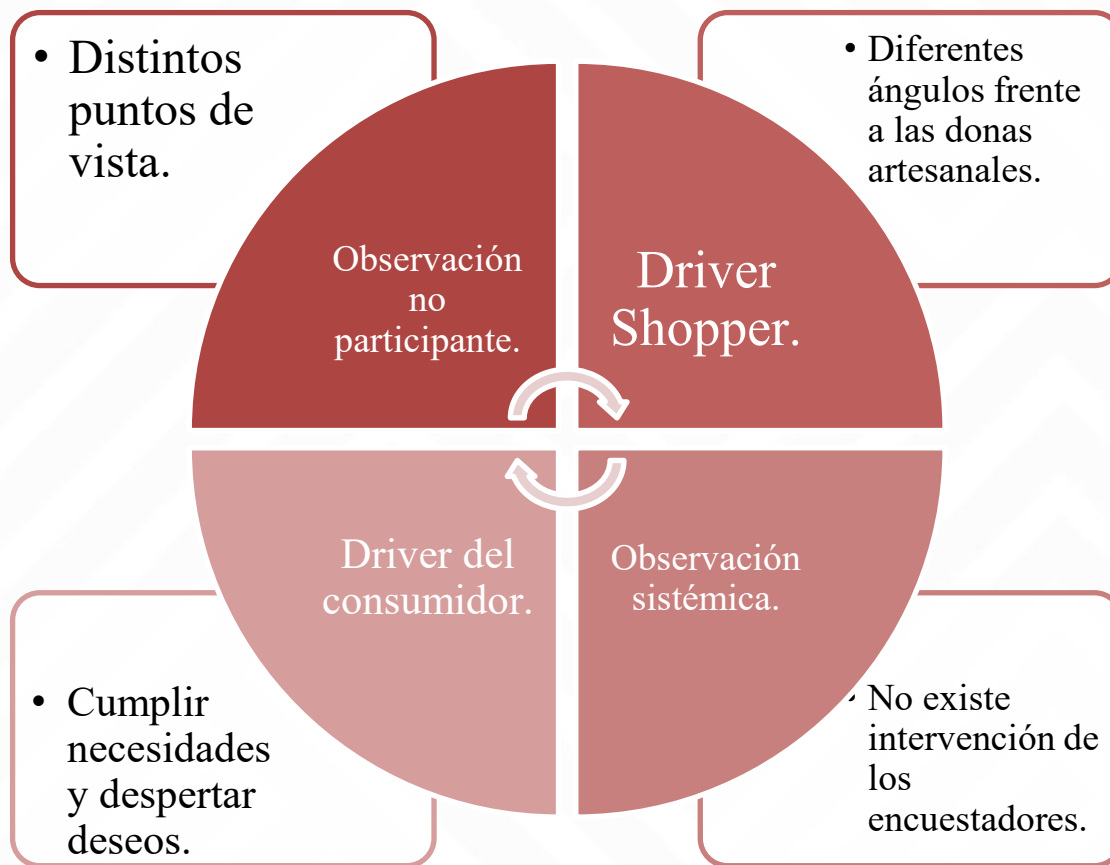 • Distintos
puntos de
vista.
• Diferentes
ángulos frente
a las donas
artesanales.
Observación
no
participante.
Driver
Shopper.
Driver del
consumidor.
Observación
sistémica.
• Cumplir
necesidades
y despertar
deseos.
• No existe
intervención de
los
encuestadores.